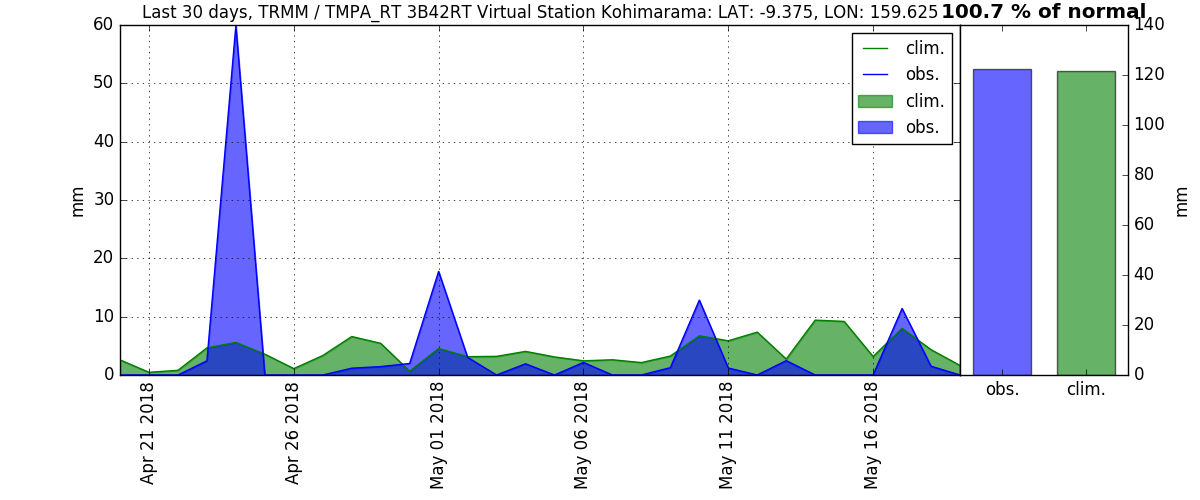 Last 30 days, TRMM / TMPA_RT 3B42RT Virtual Station Kohimarama: LAT: -9.375, LON: 159.625 100.7 % of normal
clim.
obs.
clim.
obs.
60
50
40
30
20
10
0
mm
Apr 21 2018
Apr 26 2018
May 01 2018
May 06 2018
May 11 2018
May 16 2018
140
120
100
80
60
40
20
0
mm
obs. clim.